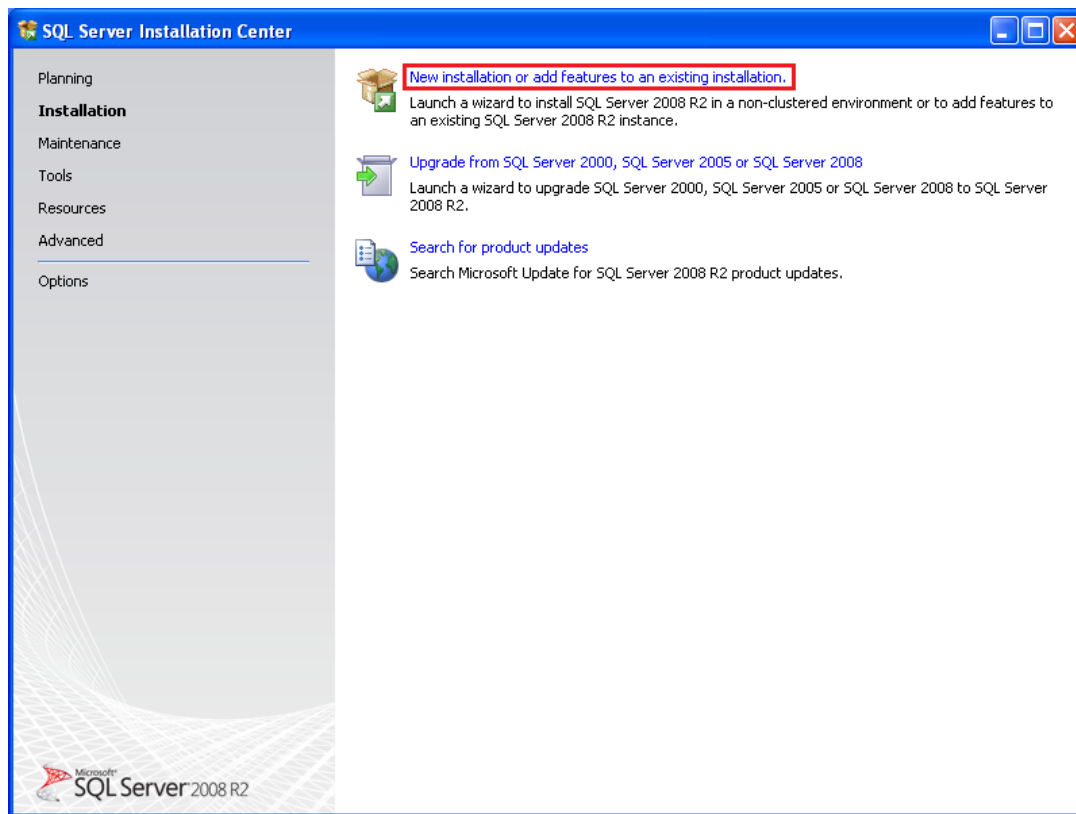 SQL Server Installation Center
Planning
Installation
Maintenance
Tools
Resources
Advanced
Options
New installation or add features to an existing installation.
Launch a wizard to install SQL Server 2008 R2 in a non-clustered environment or to add features to
an existing SQL Server 2008 R2 instance.
Upgrade from SQL Server 2000, SQL Server 2005 or SQL Server 2008
Launch a wizard to upgrade SQL Server 2000, SQL Server 2005 or SQL Server 2008 to SQL Server
2008 R2.
Search for product updates
Search Microsoft Update for SQL Server 2008 R2 product updates.
Microsoft®
SQL Server® 2008 R2